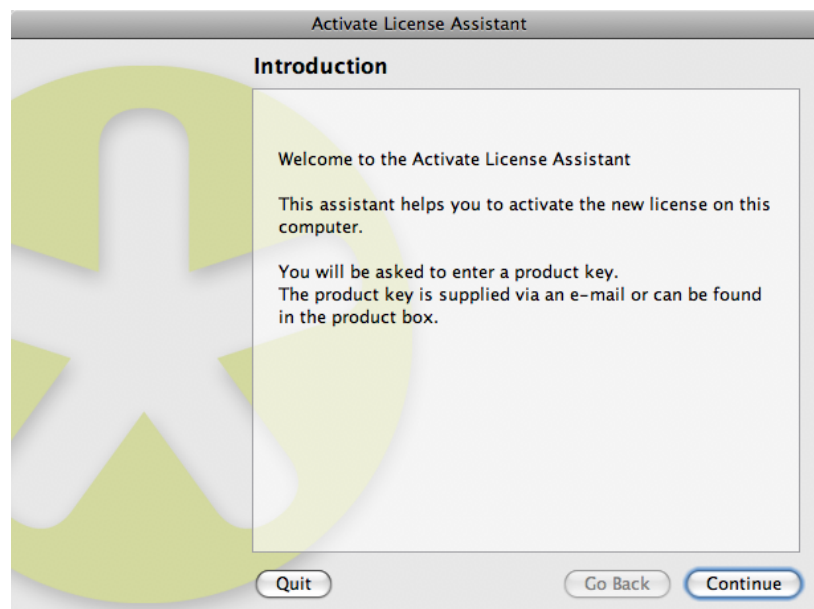 Activate License Assistant
Introduction
Welcome to the Activate License Assistant
This assistant helps you to activate the new license on this
computer.
You will be asked to enter a product key.
The product key is supplied via an e-mail or can be found
in the product box.
Quit
Go Back
Continue